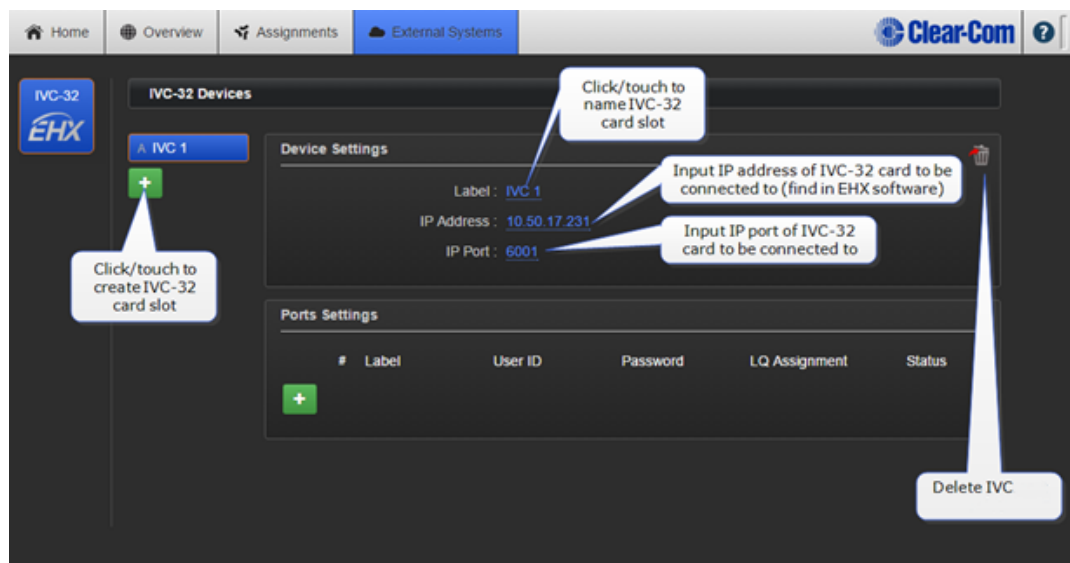 Home
Overview
Assignments
External Systems
Clear-Com
?
IVC-32
EHX
IVC-32 Devices
Click/touch to
name IVC-32
card slot
A IVC 1
Device Settings
Label : IVC 1
Input IP address of IVC-32 card to be
connected to (find in EHX software)
IP Address : 10.50.17.231
Input IP port of IVC-32
card to be connected to
IP Port : 6001
Click/touch to
create IVC-32
card slot
Ports Settings
# Label User ID Password LQ Assignment Status
Delete IVC